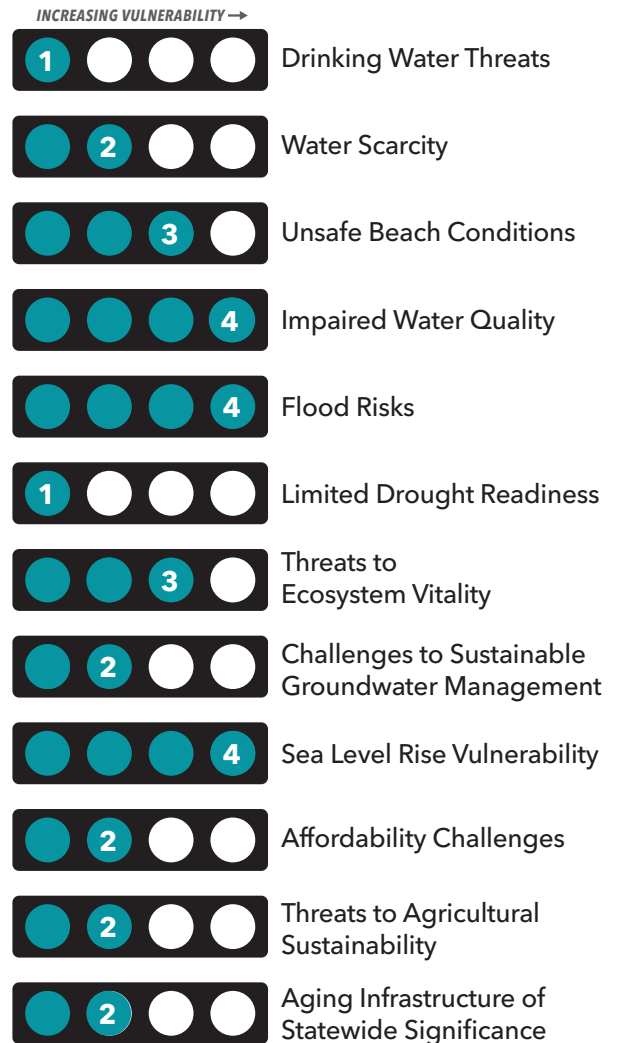 INCREASING VULNERABILITY →
1 Drinking Water Threats
2 Water Scarcity
3 Unsafe Beach Conditions
4 Impaired Water Quality
4 Flood Risks
1 Limited Drought Readiness
3 Threats to
Ecosystem Vitality
2 Challenges to Sustainable
Groundwater Management
4 Sea Level Rise Vulnerability
2 Affordability Challenges
2 Threats to Agricultural
Sustainability
2 Aging Infrastructure of
Statewide Significance